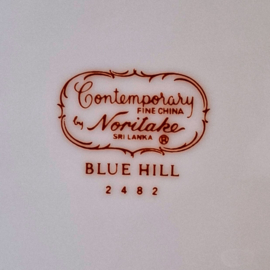 Contemporary
FINE CHINA
by Noritake
SRI LANKA ®
BLUE HILL
2482